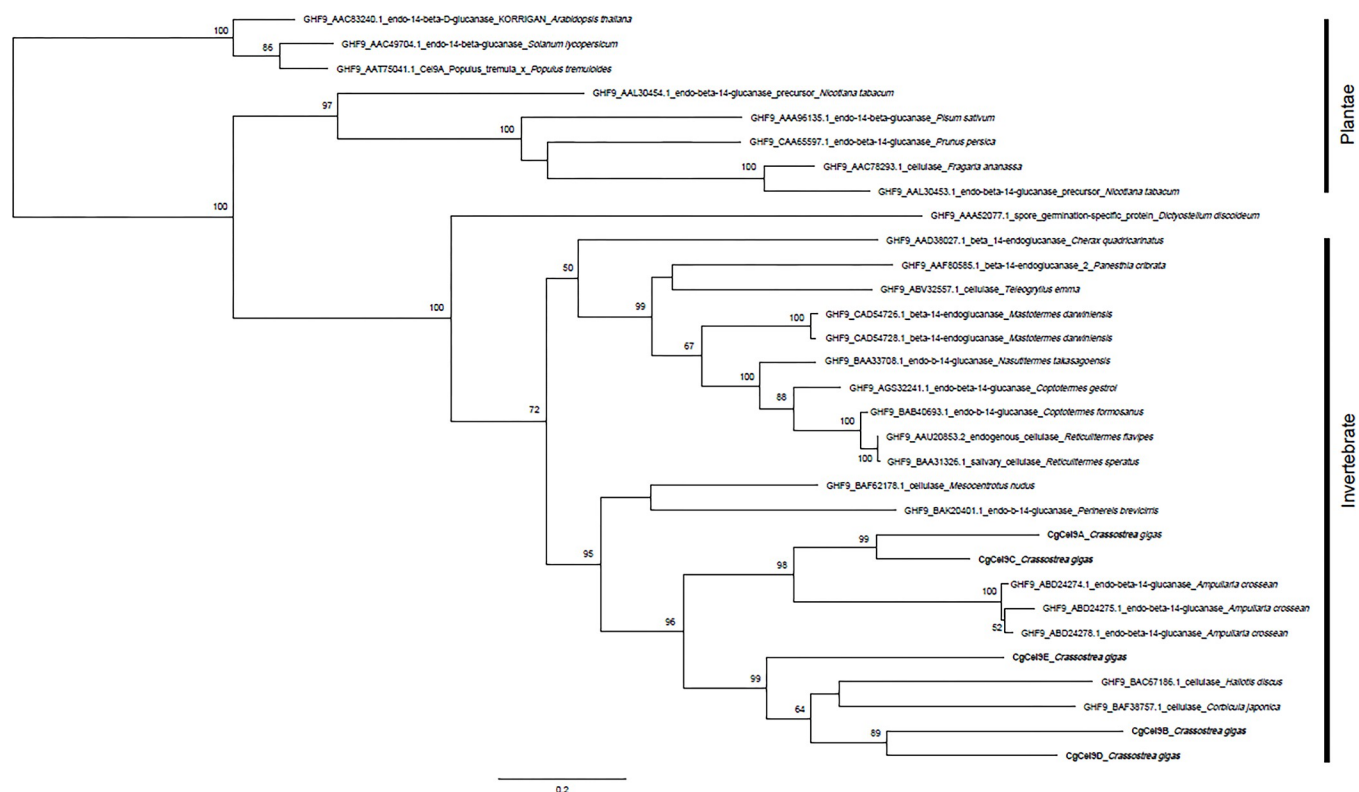 GHF9_AAC83240.1_endo-14-beta-D-glucanase_KORRIGAN_Arabidopsis thaliana
100
86
GHF9_AAC49704.1_endo-14-beta-glucanase_Solanum lycopersicum
GHF9_AAT75041.1_Cel9A_Populus_tremula_x_Populus tremuloides
GHF9_AAL30454.1_endo-beta-14-glucanase_precursor_Nicotiana tabacum
97
GHF9_AAA96135.1_endo-14-beta-glucanase_Pisum sativum
100
GHF9_CAA65597.1_endo-beta-14-glucanase_Prunus persica
100
GHF9_AAC78293.1_cellulase_Fragaria ananassa
GHF9_AAL30453.1_endo-beta-14-glucanase_precursor_Nicotiana tabacum
Plantae
100
GHF9_AAA52077.1_spore_germination-specific_protein_Dictyostelium discoideum
GHF9_AAD38027.1_beta_14-endoglucanase_Cherax quadricarinatus
50
GHF9_AAF80585.1_beta-14-endoglucanase_2_Panesthia cribrata
GHF9_ABV32557.1_cellulase_Teleogryllus emma
100
99
GHF9_CAD54726.1_beta-14-endoglucanase_Mastotermes darwiniensis
100
GHF9_CAD54728.1_beta-14-endoglucanase_Mastotermes darwiniensis
67
GHF9_BAA33708.1_endo-b-14-glucanase_Nasutitermes takasagoensis
100
GHF9_AGS32241.1_endo-beta-14-glucanase_Coptotermes gestroi
88
GHF9_BAB40693.1_endo-b-14-glucanase_Coptotermes formosanus
72
100
GHF9_AAU20853.2_endogenous_cellulase_Reticulitermes flavipes
100
GHF9_BAA31326.1_salivary_cellulase_Reticulitermes speratus
GHF9_BAF62178.1_cellulase_Mesocentrotus nudus
GHF9_BAK20401.1_endo-b-14-glucanase_Perinereis brevicirris
Invertebrate
CgCel9A_Crassostrea gigas
99
95
CgCel9C_Crassostrea gigas
98
GHF9_ABD24274.1_endo-beta-14-glucanase_Ampullaria crossean
100
GHF9_ABD24275.1_endo-beta-14-glucanase_Ampullaria crossean
96
52
GHF9_ABD24278.1_endo-beta-14-glucanase_Ampullaria crossean
CgCel9E_Crassostrea gigas
99
GHF9_BAC67186.1_cellulase_Haliotis discus
64
GHF9_BAF38757.1_cellulase_Corbicula japonica
89
CgCel9B_Crassostrea gigas
CgCel9D_Crassostrea gigas
0.2